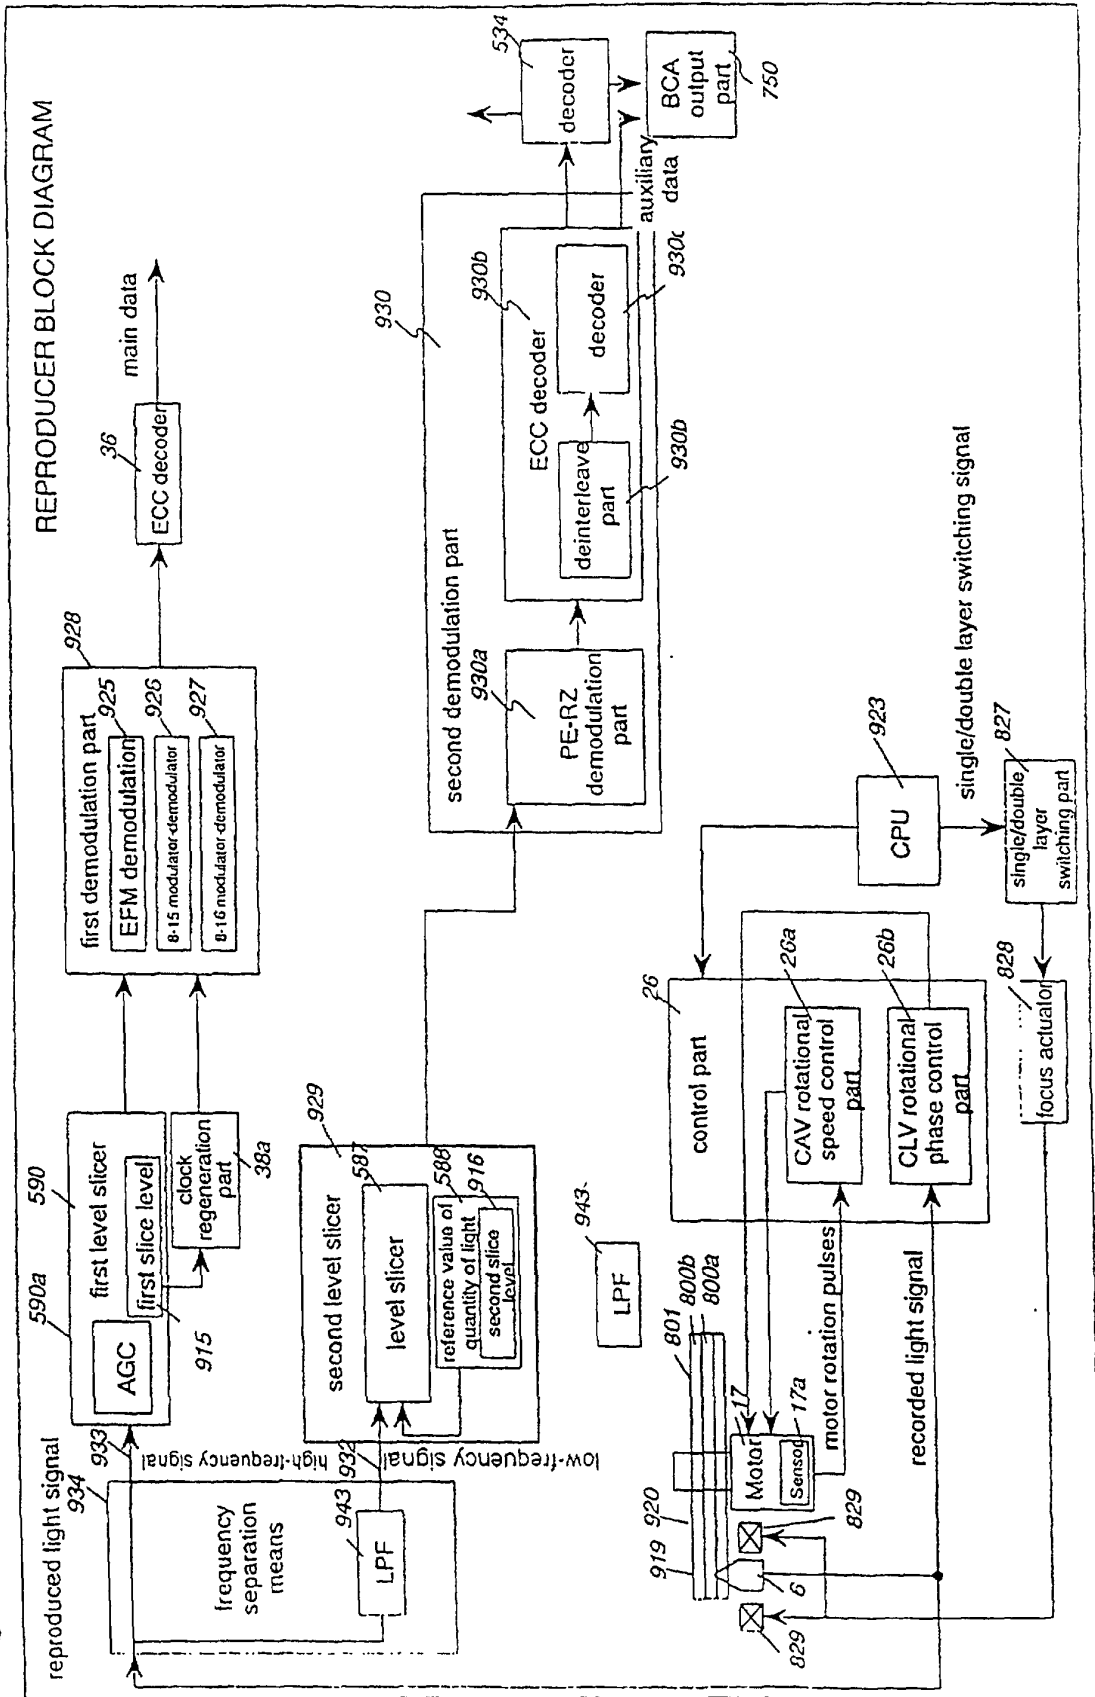 REPRODUCER BLOCK DIAGRAM
reproduced light signal
934
933
high-frequency signal
frequency
separation
means
943
LPF
932
low-frequency signal
590a
590
first level slicer
AGC
first slice level
915
clock
regeneration
part
38a
928
first demodulation part
925
EFM demodulation
926
8-15 modulator-demodulator
927
8-16 modulator-demodulator
36
ECC decoder
main data
929
second level slicer
587
level slicer
588
reference value of
quantity of light
916
second slice
level
930
second demodulation part
930a
PE-RZ
demodulation
part
930b
ECC decoder
deinterleave
part
930b
decoder
930c
auxiliary
data
534
decoder
BCA
output
part
750
943
LPF
919
920
801
800b
800a
17
Motor
17a
Sensor
829
829
6
motor rotation pulses
recorded light signal
26
control part
26a
CAV rotational
speed control
part
26b
CLV rotational
phase control
part
923
CPU
single/double layer switching signal
827
single/double
layer
switching part
828
focus actuator